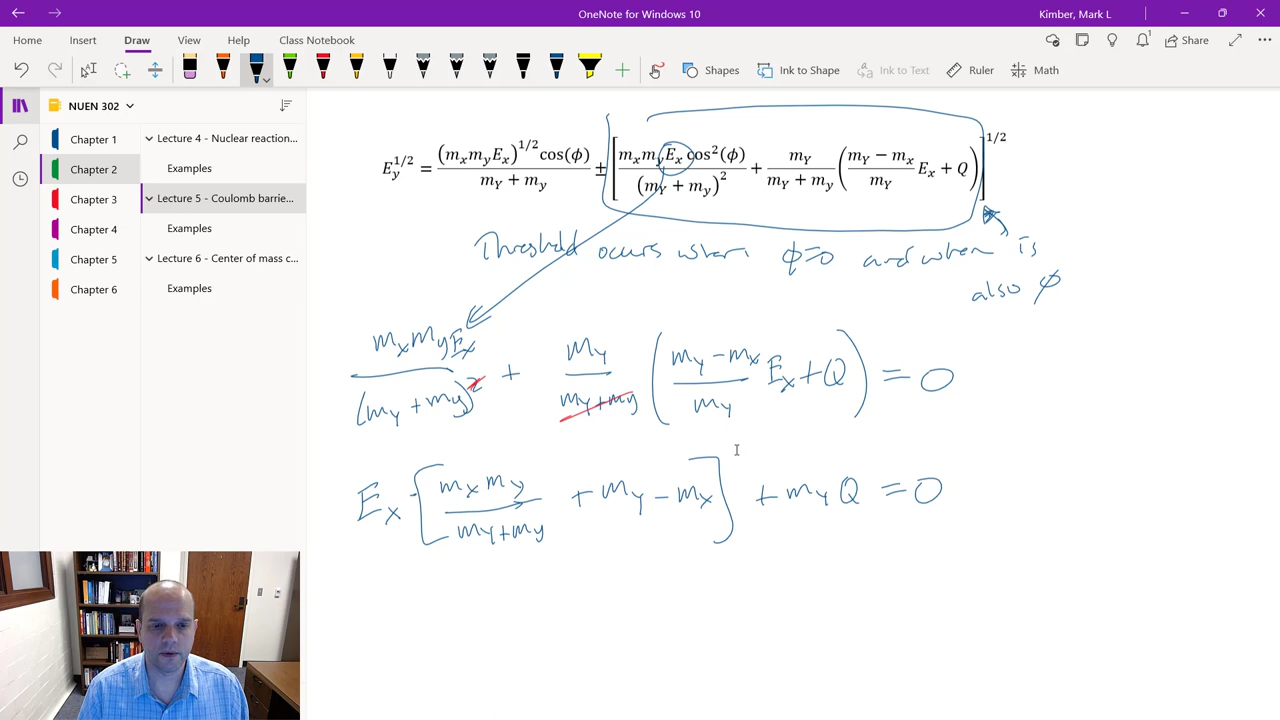 OneNote for Windows 10
Kimber, Mark L
Home Insert Draw View Help Class Notebook
Share
Shapes Ink to Shape Ink to Text Ruler Math
NUEN 302
Chapter 1
Chapter 2
Chapter 3
Chapter 4
Chapter 5
Chapter 6
Lecture 4 - Nuclear reaction...
Examples
Lecture 5 - Coulomb barrie...
Examples
Lecture 6 - Center of mass c...
Examples
E_y^{1/2} = (m_x m_y E_x)^{1/2} cos(ϕ) / (m_Y + m_y) ± [ m_x m_y E_x cos²(ϕ) / (m_Y + m_y)² + m_Y / (m_Y + m_y) ( (m_Y − m_x) / m_Y E_x + Q ) ]^{1/2}
Threshold occurs when ϕ=0 and when is
also ϕ
m_x m_y E_x / (m_Y + m_y)² + m_Y / (m_Y + m_y) ( (m_Y − m_x) / m_Y E_x + Q ) = 0
E_x [ m_x m_y / (m_Y + m_y) + m_Y − m_x ] + m_Y Q = 0